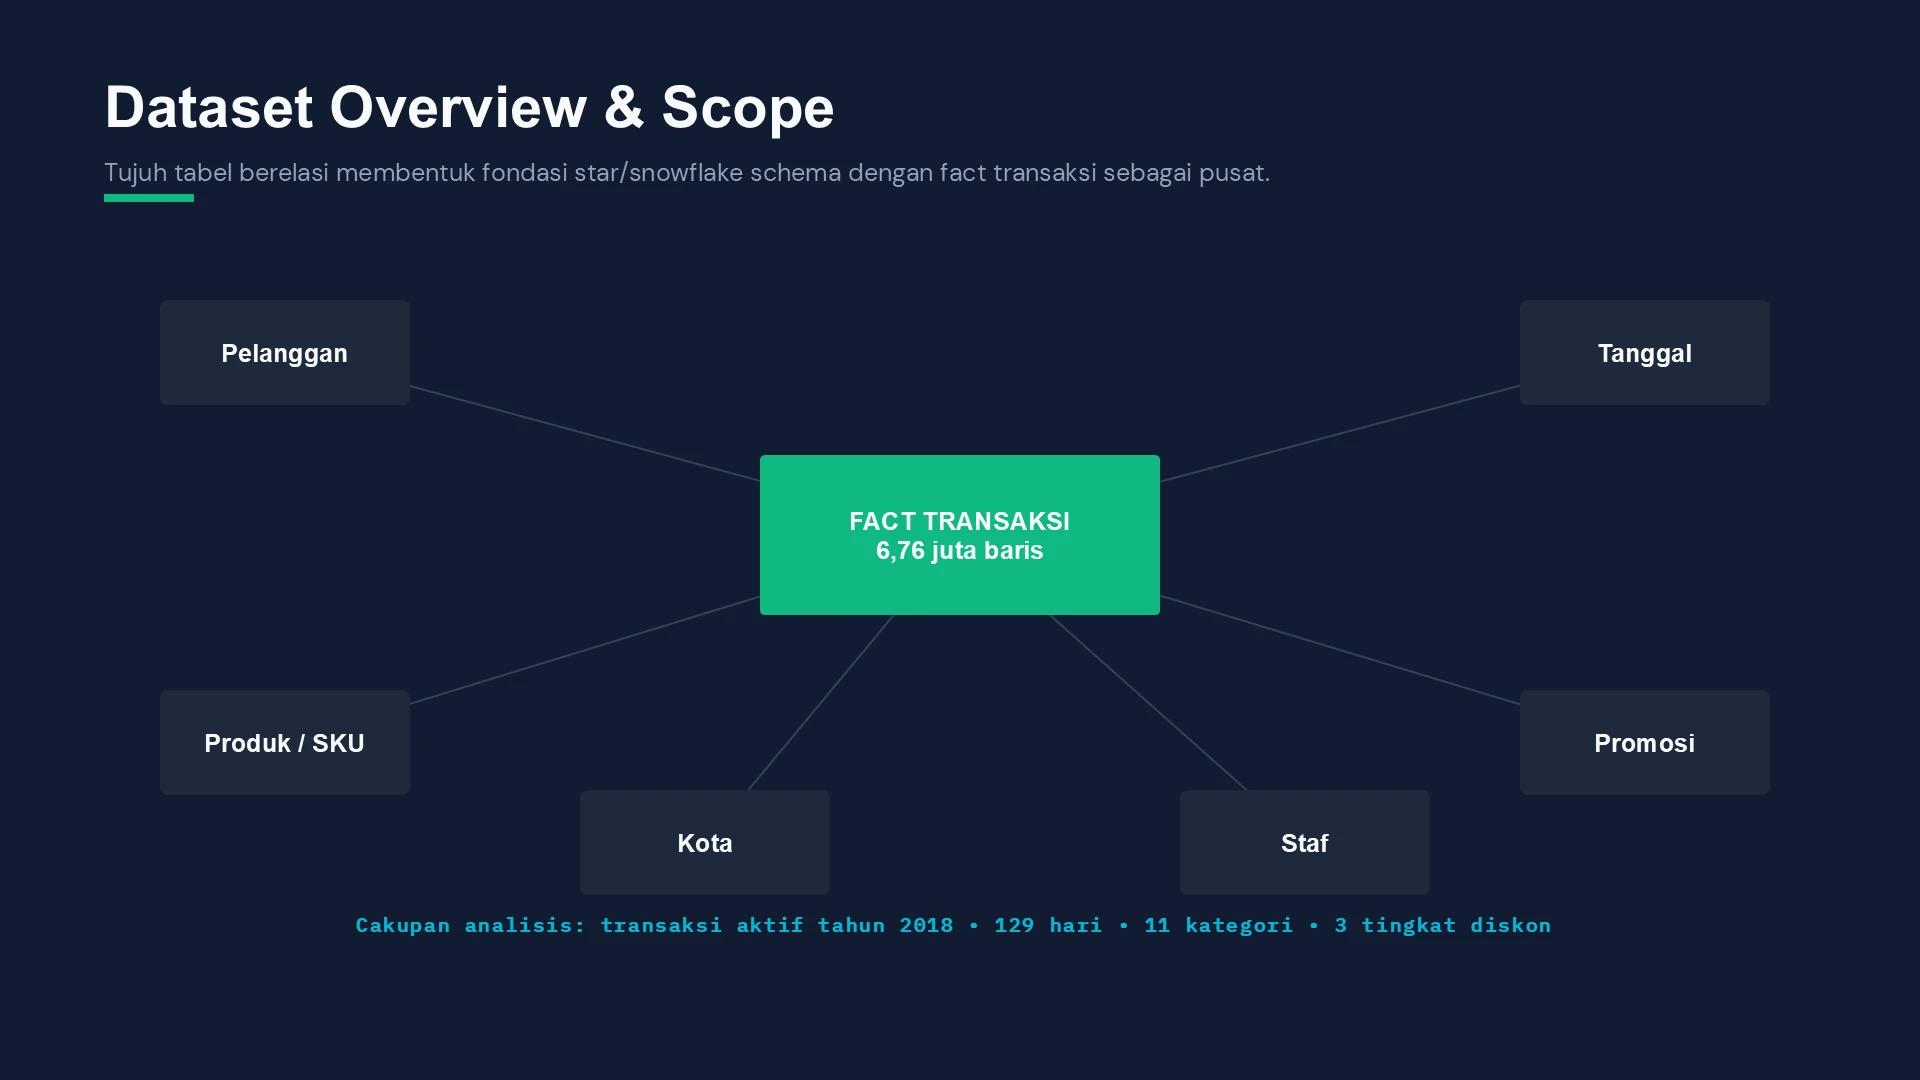 Dataset Overview & Scope
Tujuh tabel berelasi membentuk fondasi star/snowflake schema dengan fact transaksi sebagai pusat.
Pelanggan
Tanggal
FACT TRANSAKSI
6,76 juta baris
Produk / SKU
Promosi
Kota
Staf
Cakupan analisis: transaksi aktif tahun 2018 • 129 hari • 11 kategori • 3 tingkat diskon